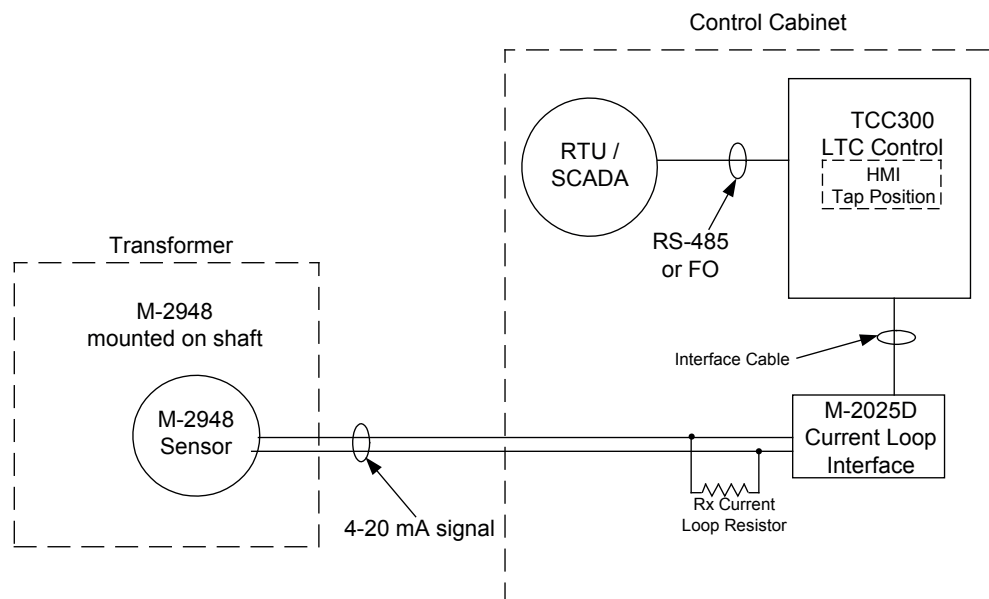 Control Cabinet
TCC300
LTC Control
HMI
Tap Position
RTU /
SCADA
RS-485
or FO
Transformer
M-2948
mounted on shaft
Interface Cable
M-2948
Sensor
M-2025D
Current Loop
Interface
4-20 mA signal
Rx Current
Loop Resistor